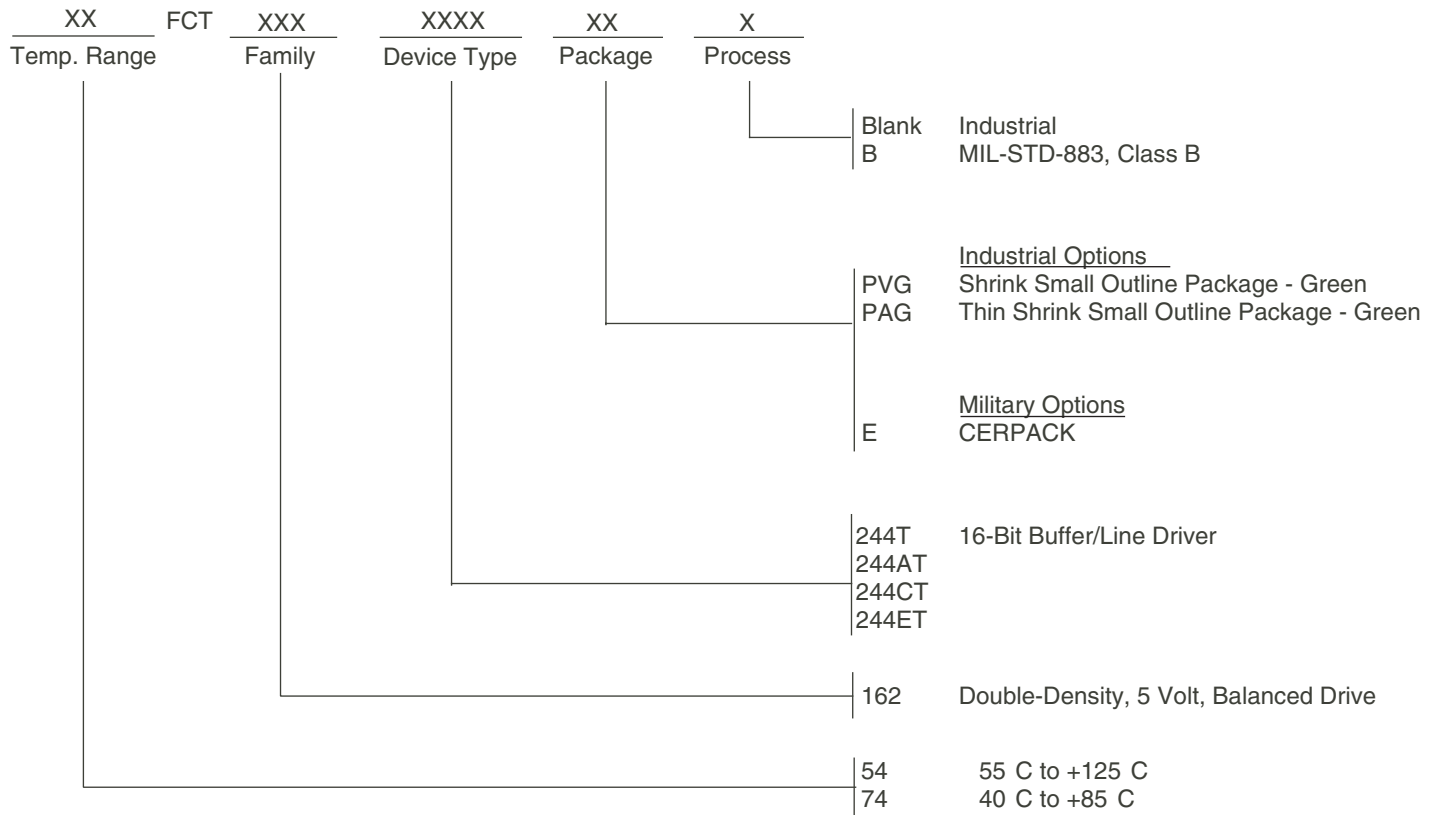 XX FCT XXX XXXX XX X
Temp. Range Family Device Type Package Process
Blank Industrial
B MIL-STD-883, Class B
Industrial Options
PVG Shrink Small Outline Package - Green
PAG Thin Shrink Small Outline Package - Green
Military Options
E CERPACK
244T 16-Bit Buffer/Line Driver
244AT
244CT
244ET
162 Double-Density, 5 Volt, Balanced Drive
54 55 C to +125 C
74 40 C to +85 C